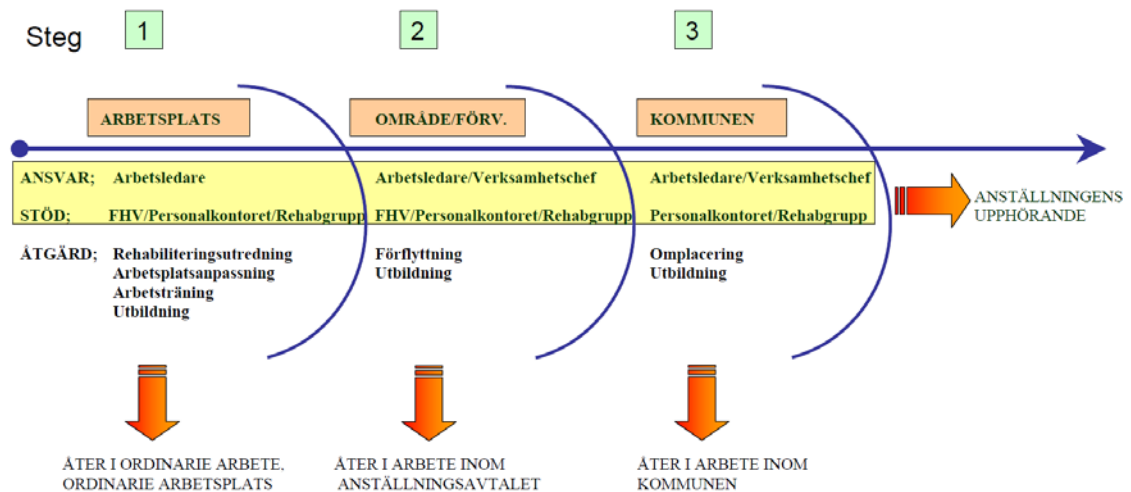 Steg 1 2 3
ARBETSPLATS OMRÅDE/FÖRV. KOMMUNEN
ANSVAR; Arbetsledare Arbetsledare/Verksamhetschef Arbetsledare/Verksamhetschef
STÖD; FHV/Personalkontoret/Rehabgrupp FHV/Personalkontoret/Rehabgrupp Personalkontoret/Rehabgrupp
ANSTÄLLNINGENS
UPPHÖRANDE
ÅTGÄRD; Rehabiliteringsutredning Förflyttning Omplacering
Arbetsplatsanpassning Utbildning Utbildning
Arbetsträning
Utbildning
ÅTER I ORDINARIE ARBETE, ÅTER I ARBETE INOM ÅTER I ARBETE INOM
ORDINARIE ARBETSPLATS ANSTÄLLNINGSAVTALET KOMMUNEN